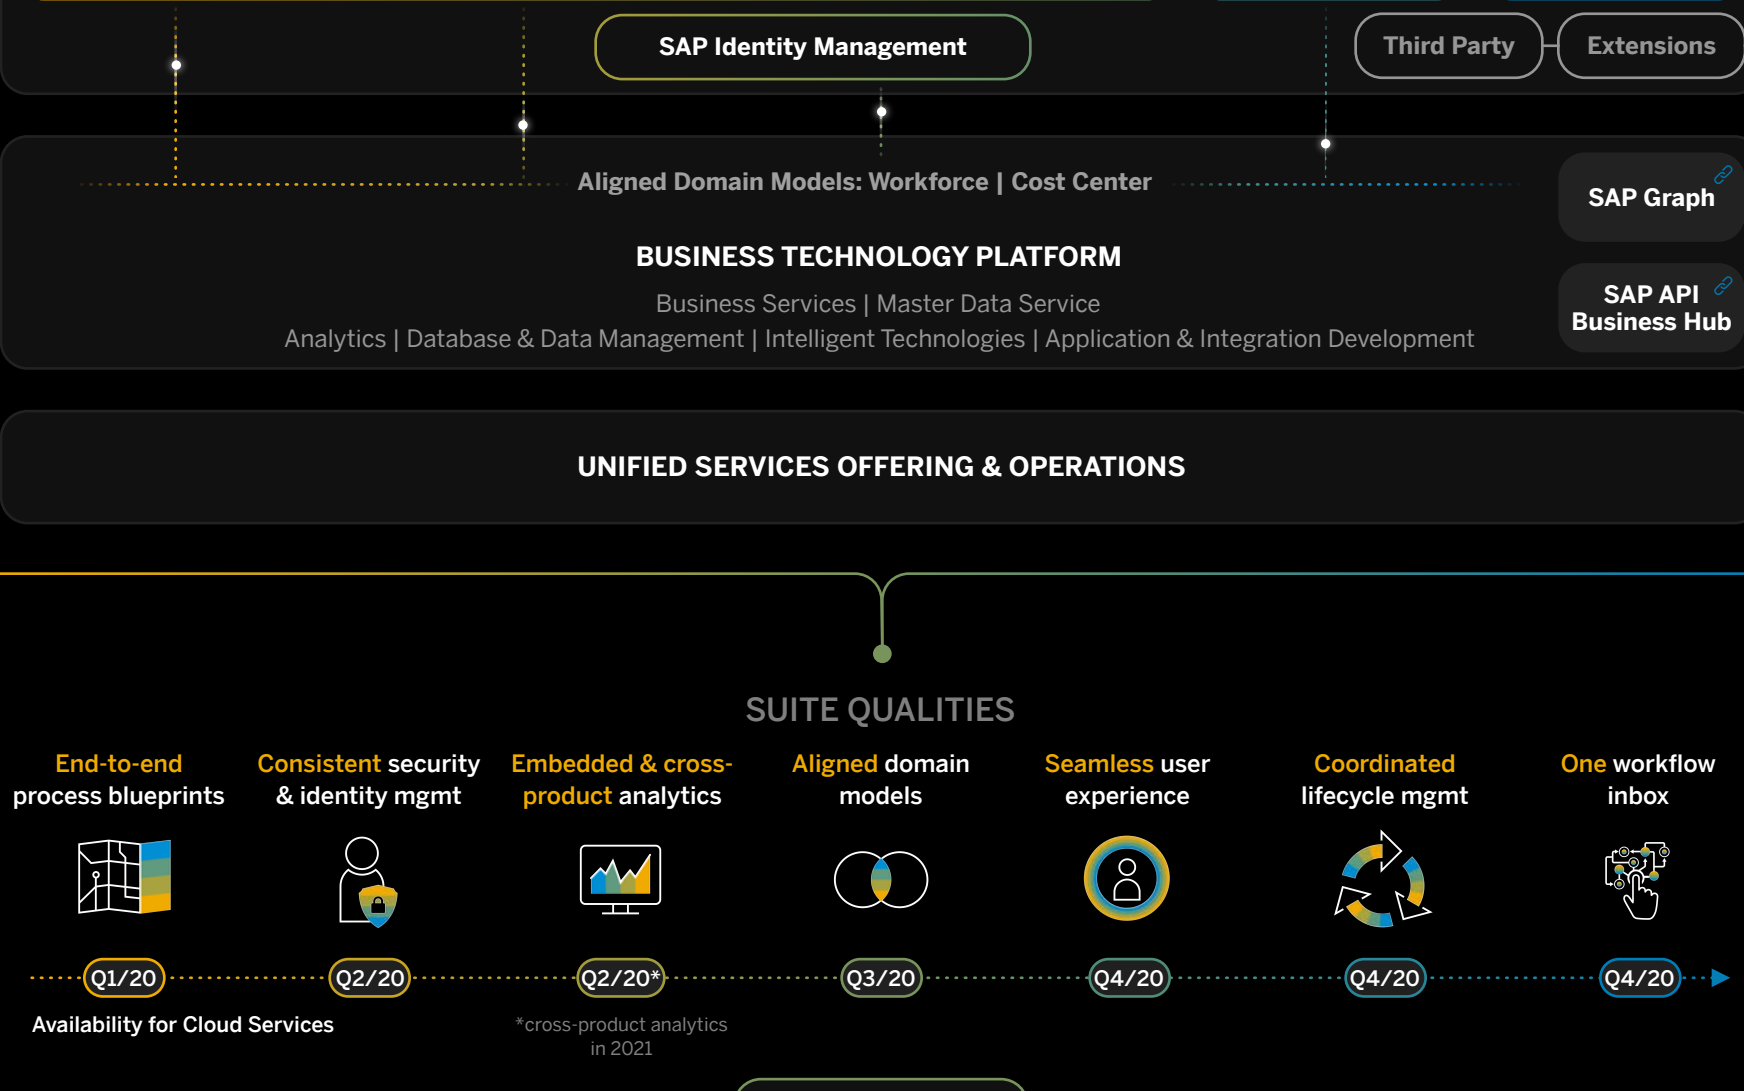 SAP Identity Management
Third Party
Extensions
Aligned Domain Models: Workforce | Cost Center
SAP Graph
BUSINESS TECHNOLOGY PLATFORM
Business Services | Master Data Service
Analytics | Database & Data Management | Intelligent Technologies | Application & Integration Development
SAP API
Business Hub
UNIFIED SERVICES OFFERING & OPERATIONS
SUITE QUALITIES
End-to-end
process blueprints
Consistent security
& identity mgmt
Embedded & cross-
product analytics
Aligned domain
models
Seamless user
experience
Coordinated
lifecycle mgmt
One workflow
inbox
Q1/20
Q2/20
Q2/20*
Q3/20
Q4/20
Q4/20
Q4/20
Availability for Cloud Services
*cross-product analytics
in 2021